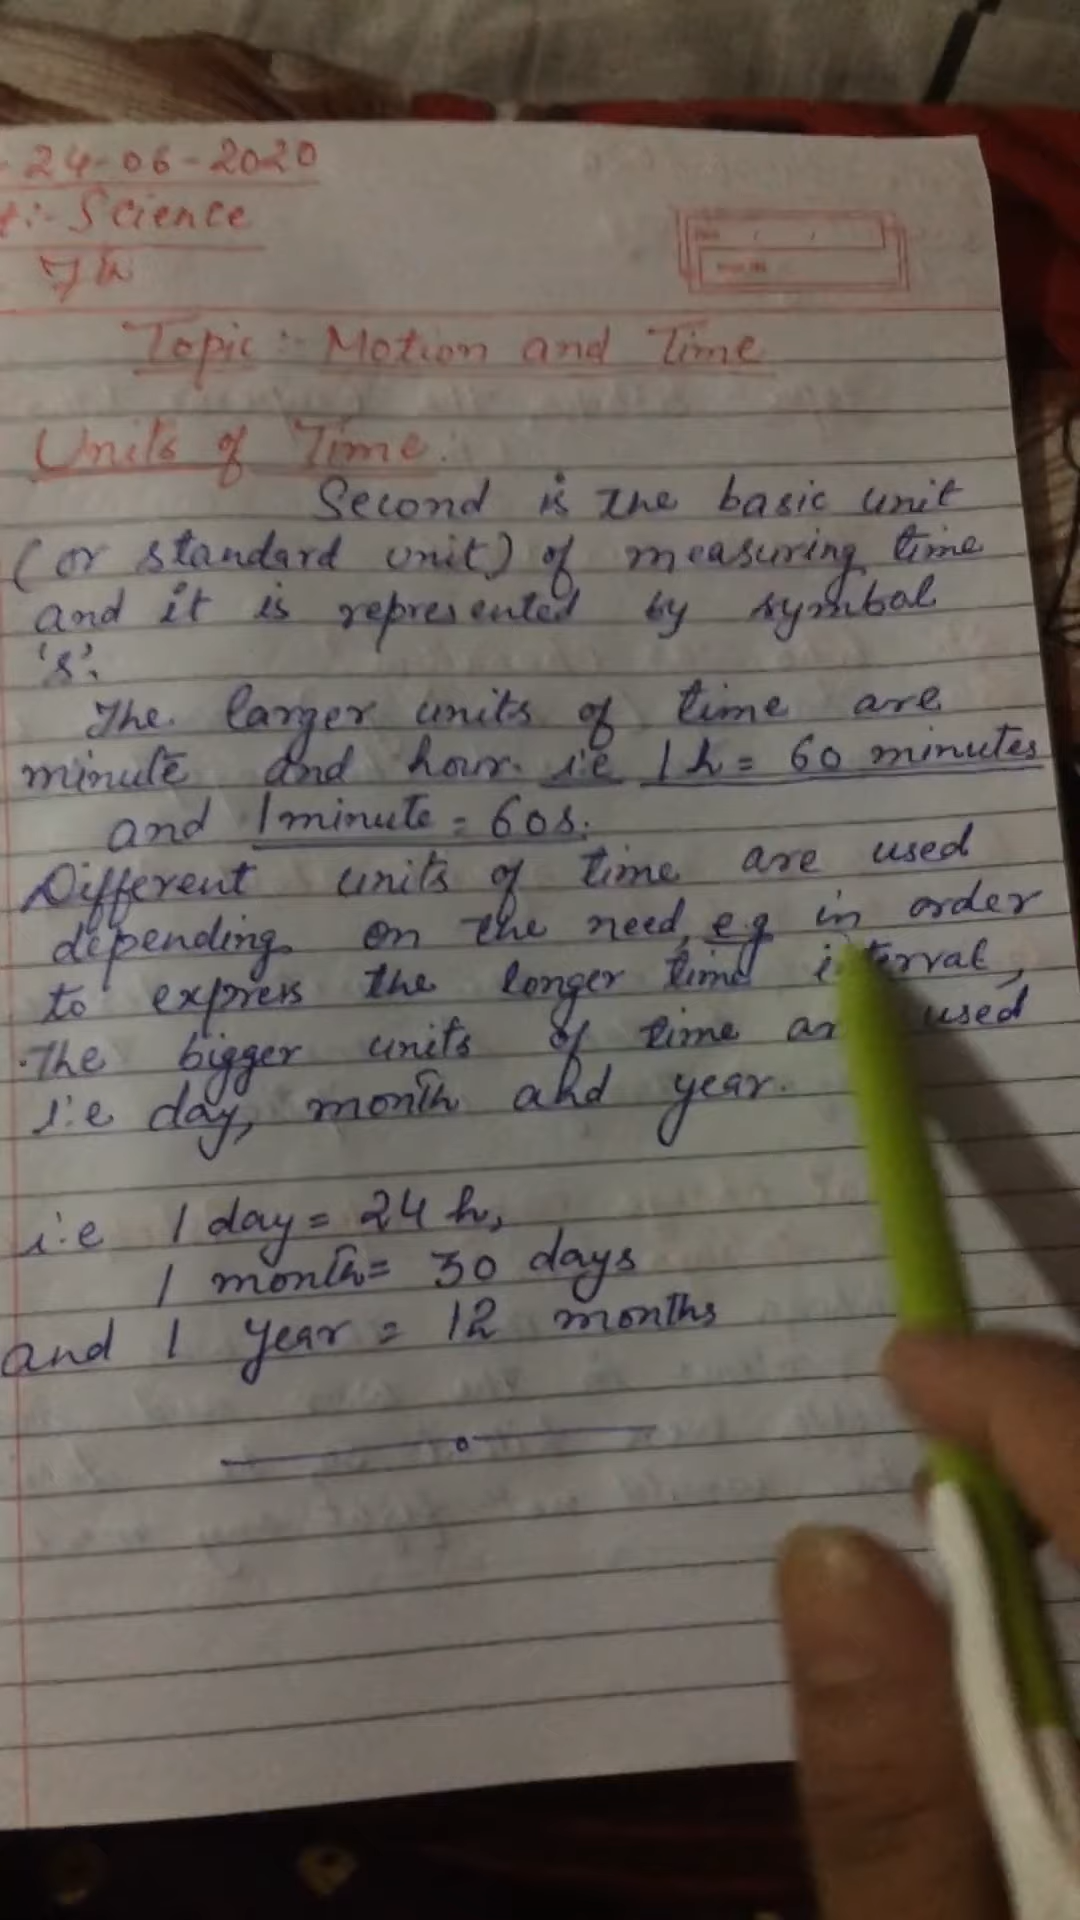 24-06-2020
Science
7th
Topic:- Motion and Time
Units of Time.
Second is the basic unit
(or standard unit) of measuring time
and it is represented by symbol
's'.
The larger units of time are
minute and hour. i.e 1h = 60 minutes
and 1 minute = 60s.
Different units of time are used
depending on the need, e.g in order
to express the longer time interval,
The bigger units of time are used
i.e day, month and year.
i.e 1 day = 24 h,
1 month = 30 days
and 1 year = 12 months